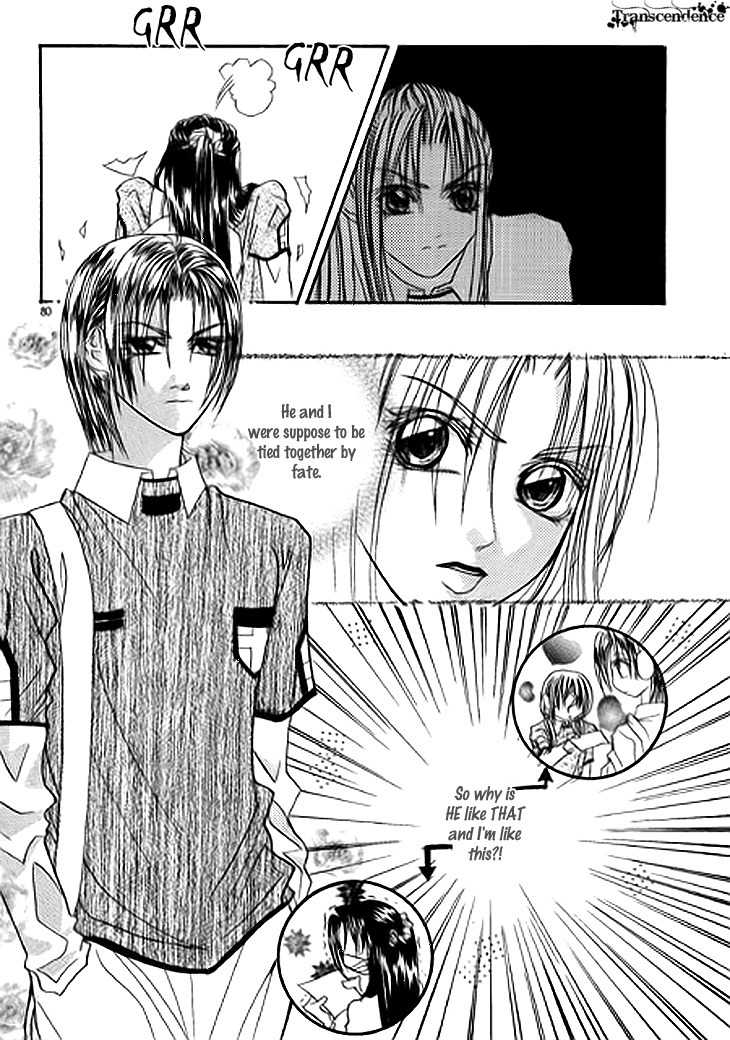 Transcendence
GRR
GRR
80
He and I
were suppose to be
tied together by
fate.
So why is
HE like THAT
and I'm like
this?!